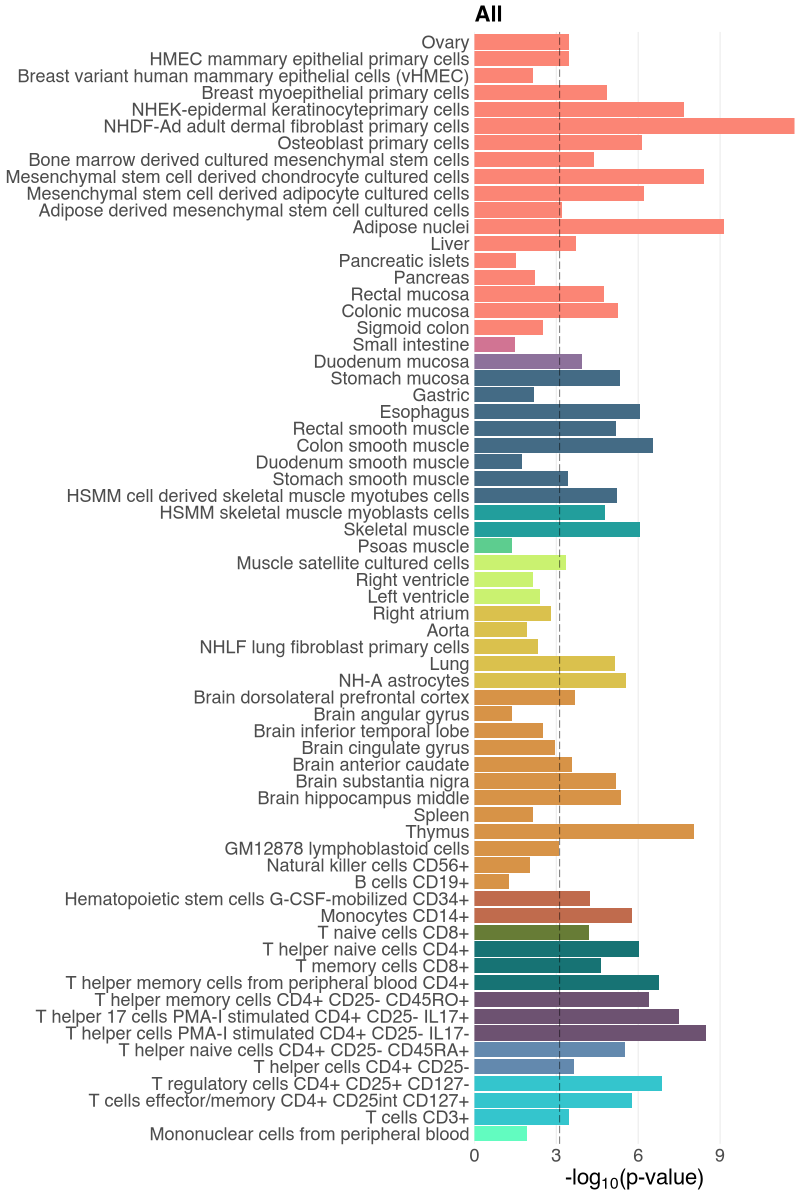 All
Ovary
HMEC mammary epithelial primary cells
Breast variant human mammary epithelial cells (vHMEC)
Breast myoepithelial primary cells
NHEK-epidermal keratinocyteprimary cells
NHDF-Ad adult dermal fibroblast primary cells
Osteoblast primary cells
Bone marrow derived cultured mesenchymal stem cells
Mesenchymal stem cell derived chondrocyte cultured cells
Mesenchymal stem cell derived adipocyte cultured cells
Adipose derived mesenchymal stem cell cultured cells
Adipose nuclei
Liver
Pancreatic islets
Pancreas
Rectal mucosa
Colonic mucosa
Sigmoid colon
Small intestine
Duodenum mucosa
Stomach mucosa
Gastric
Esophagus
Rectal smooth muscle
Colon smooth muscle
Duodenum smooth muscle
Stomach smooth muscle
HSMM cell derived skeletal muscle myotubes cells
HSMM skeletal muscle myoblasts cells
Skeletal muscle
Psoas muscle
Muscle satellite cultured cells
Right ventricle
Left ventricle
Right atrium
Aorta
NHLF lung fibroblast primary cells
Lung
NH-A astrocytes
Brain dorsolateral prefrontal cortex
Brain angular gyrus
Brain inferior temporal lobe
Brain cingulate gyrus
Brain anterior caudate
Brain substantia nigra
Brain hippocampus middle
Spleen
Thymus
GM12878 lymphoblastoid cells
Natural killer cells CD56+
B cells CD19+
Hematopoietic stem cells G-CSF-mobilized CD34+
Monocytes CD14+
T naive cells CD8+
T helper naive cells CD4+
T memory cells CD8+
T helper memory cells from peripheral blood CD4+
T helper memory cells CD4+ CD25- CD45RO+
T helper 17 cells PMA-I stimulated CD4+ CD25- IL17+
T helper cells PMA-I stimulated CD4+ CD25- IL17-
T helper naive cells CD4+ CD25- CD45RA+
T helper cells CD4+ CD25-
T regulatory cells CD4+ CD25+ CD127-
T cells effector/memory CD4+ CD25int CD127+
T cells CD3+
Mononuclear cells from peripheral blood
0 3 6 9
-log₁₀(p-value)